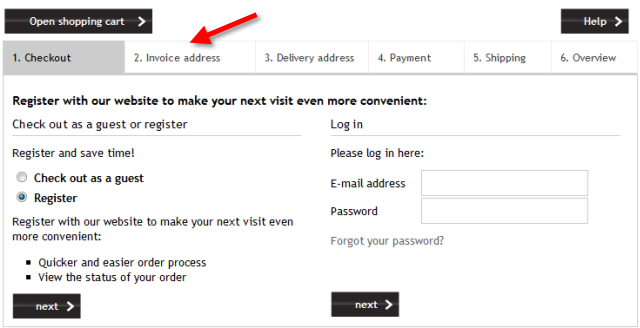 Open shopping cart
Help
1. Checkout
2. Invoice address
3. Delivery address
4. Payment
5. Shipping
6. Overview
Register with our website to make your next visit even more convenient:
Check out as a guest or register
Register and save time!
Check out as a guest
Register
Register with our website to make your next visit even
more convenient:
Quicker and easier order process
View the status of your order
next
Log in
Please log in here:
E-mail address
Password
Forgot your password?
next